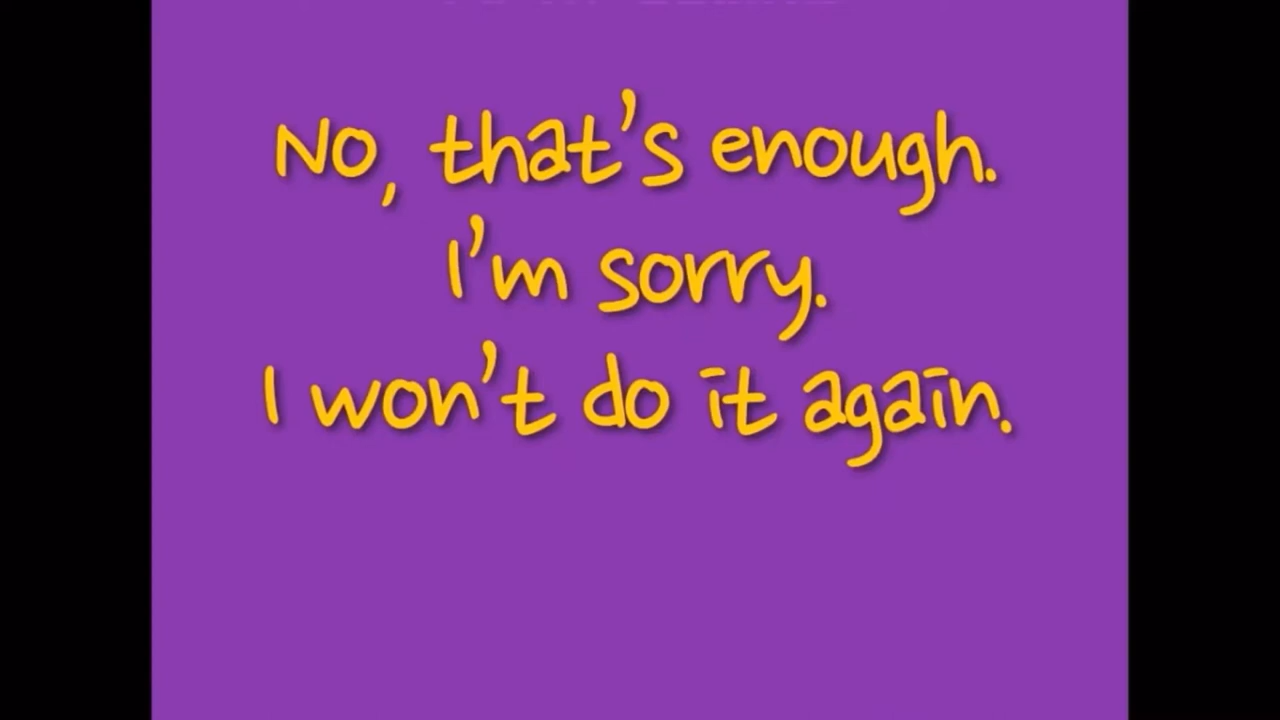 No, that's enough.
I'm sorry.
I won't do it again.